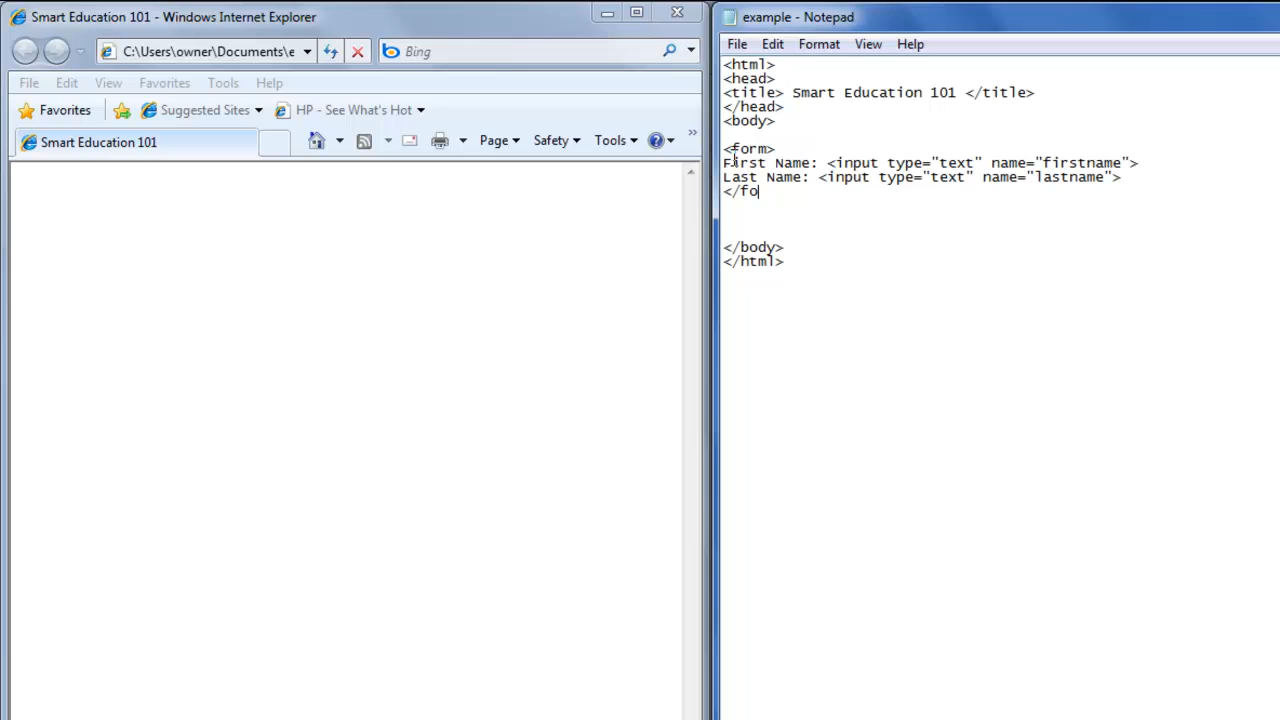 Smart Education 101 - Windows Internet Explorer
C:\Users\owner\Documents\e
Bing
File Edit View Favorites Tools Help
Favorites Suggested Sites HP - See What's Hot
Smart Education 101
Page Safety Tools »
example - Notepad
File Edit Format View Help
<html>
<head>
<title> Smart Education 101 </title>
</head>
<body>
<form>
First Name: <input type="text" name="firstname">
Last Name: <input type="text" name="lastname">
</fo
</body>
</html>